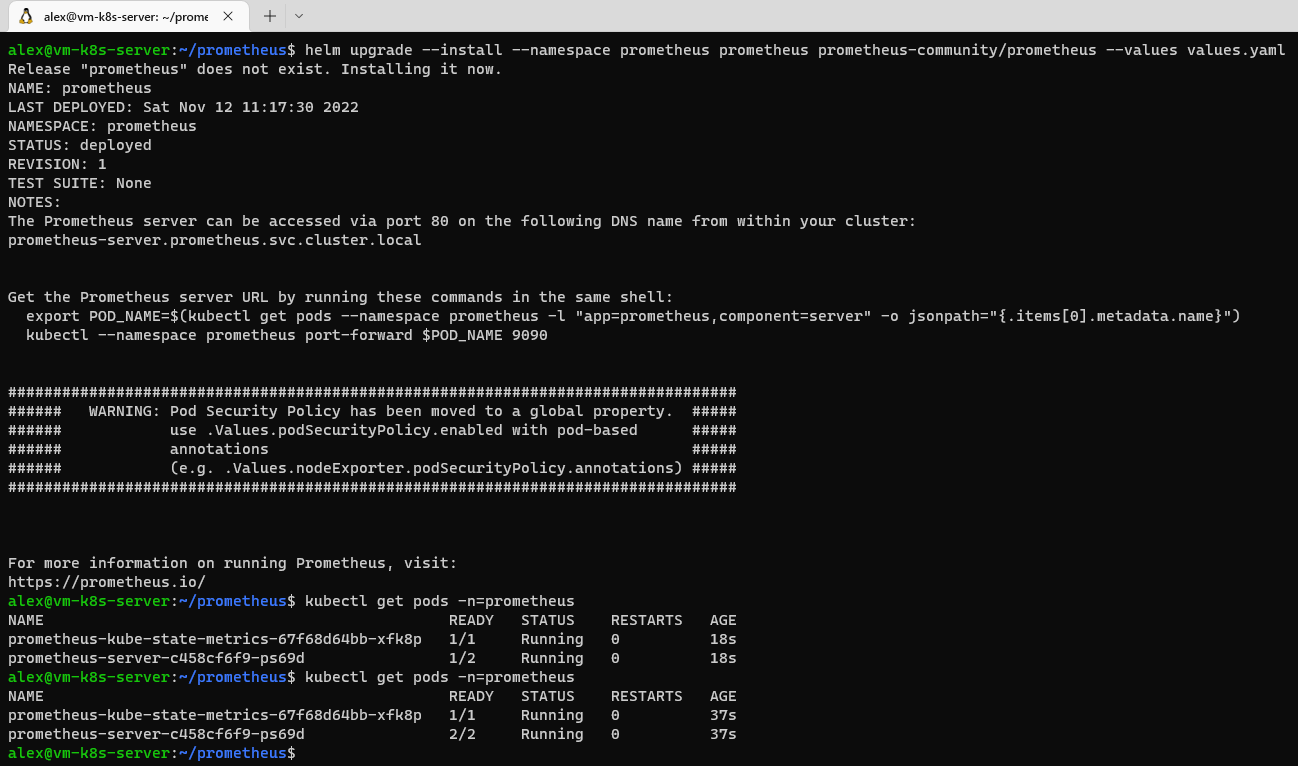 alex@vm-k8s-server: ~/prome
alex@vm-k8s-server:~/prometheus$ helm upgrade --install --namespace prometheus prometheus prometheus-community/prometheus --values values.yaml
Release "prometheus" does not exist. Installing it now.
NAME: prometheus
LAST DEPLOYED: Sat Nov 12 11:17:30 2022
NAMESPACE: prometheus
STATUS: deployed
REVISION: 1
TEST SUITE: None
NOTES:
The Prometheus server can be accessed via port 80 on the following DNS name from within your cluster:
prometheus-server.prometheus.svc.cluster.local
Get the Prometheus server URL by running these commands in the same shell:
  export POD_NAME=$(kubectl get pods --namespace prometheus -l "app=prometheus,component=server" -o jsonpath="{.items[0].metadata.name}")
  kubectl --namespace prometheus port-forward $POD_NAME 9090
#################################################################################
######   WARNING: Pod Security Policy has been moved to a global property.  #####
######            use .Values.podSecurityPolicy.enabled with pod-based      #####
######            annotations                                               #####
######            (e.g. .Values.nodeExporter.podSecurityPolicy.annotations) #####
#################################################################################
For more information on running Prometheus, visit:
https://prometheus.io/
alex@vm-k8s-server:~/prometheus$ kubectl get pods -n=prometheus
NAME                                             READY   STATUS    RESTARTS   AGE
prometheus-kube-state-metrics-67f68d64bb-xfk8p   1/1     Running   0          18s
prometheus-server-c458cf6f9-ps69d                1/2     Running   0          18s
alex@vm-k8s-server:~/prometheus$ kubectl get pods -n=prometheus
NAME                                             READY   STATUS    RESTARTS   AGE
prometheus-kube-state-metrics-67f68d64bb-xfk8p   1/1     Running   0          37s
prometheus-server-c458cf6f9-ps69d                2/2     Running   0          37s
alex@vm-k8s-server:~/prometheus$